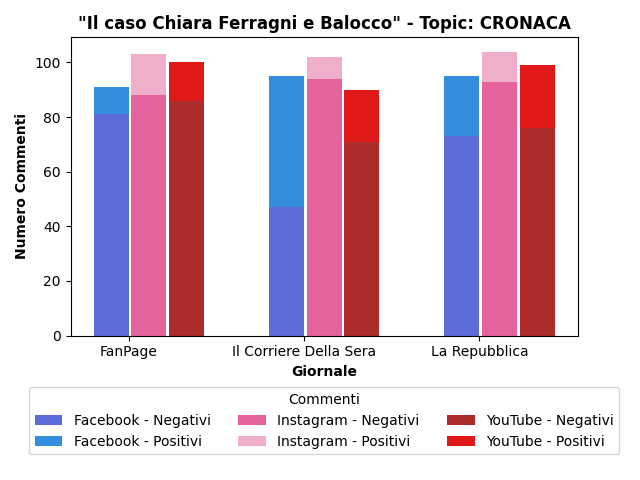 "Il caso Chiara Ferragni e Balocco" - Topic: CRONACA
Numero Commenti
100
80
60
40
20
0
FanPage Il Corriere Della Sera La Repubblica
Giornale
Commenti
Facebook - Negativi Instagram - Negativi YouTube - Negativi
Facebook - Positivi Instagram - Positivi YouTube - Positivi